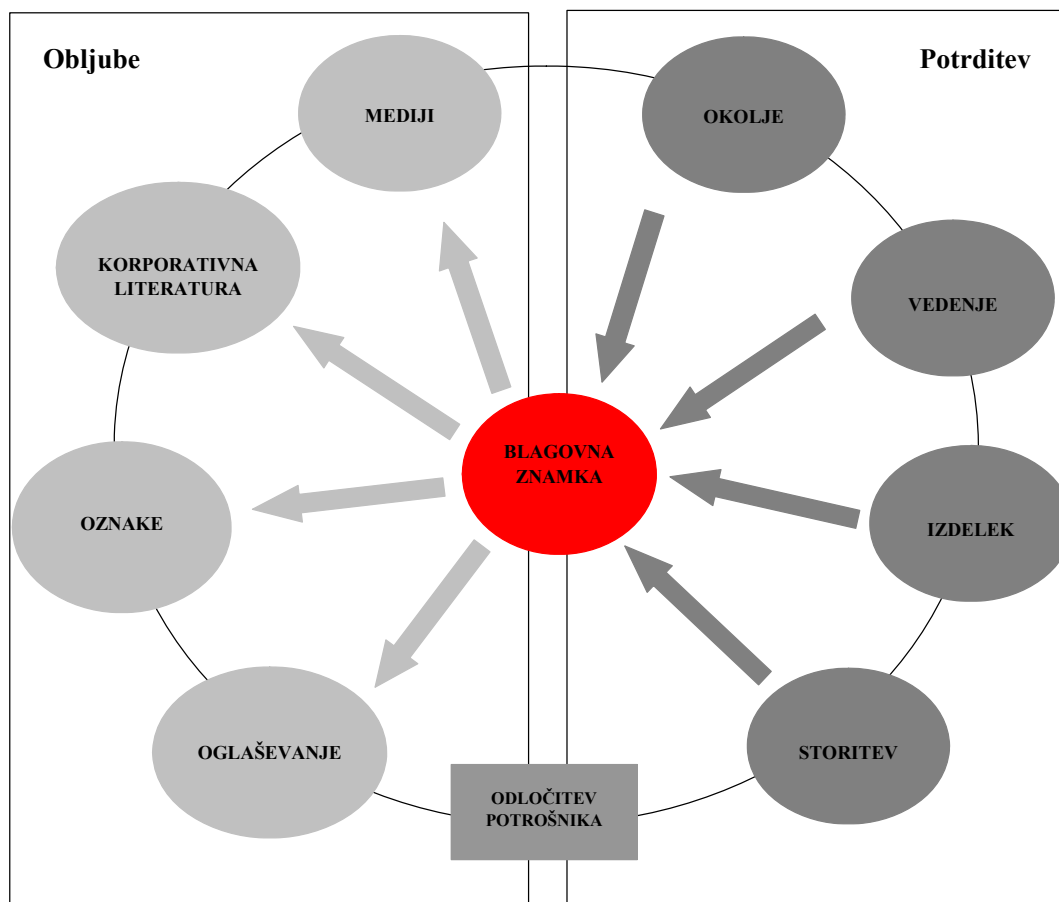 Obljube
Potrditev
MEDIJI
OKOLJE
KORPORATIVNA
LITERATURA
VEDENJE
BLAGOVNA
ZNAMKA
OZNAKE
IZDELEK
OGLAŠEVANJE
STORITEV
ODLOČITEV
POTROŠNIKA